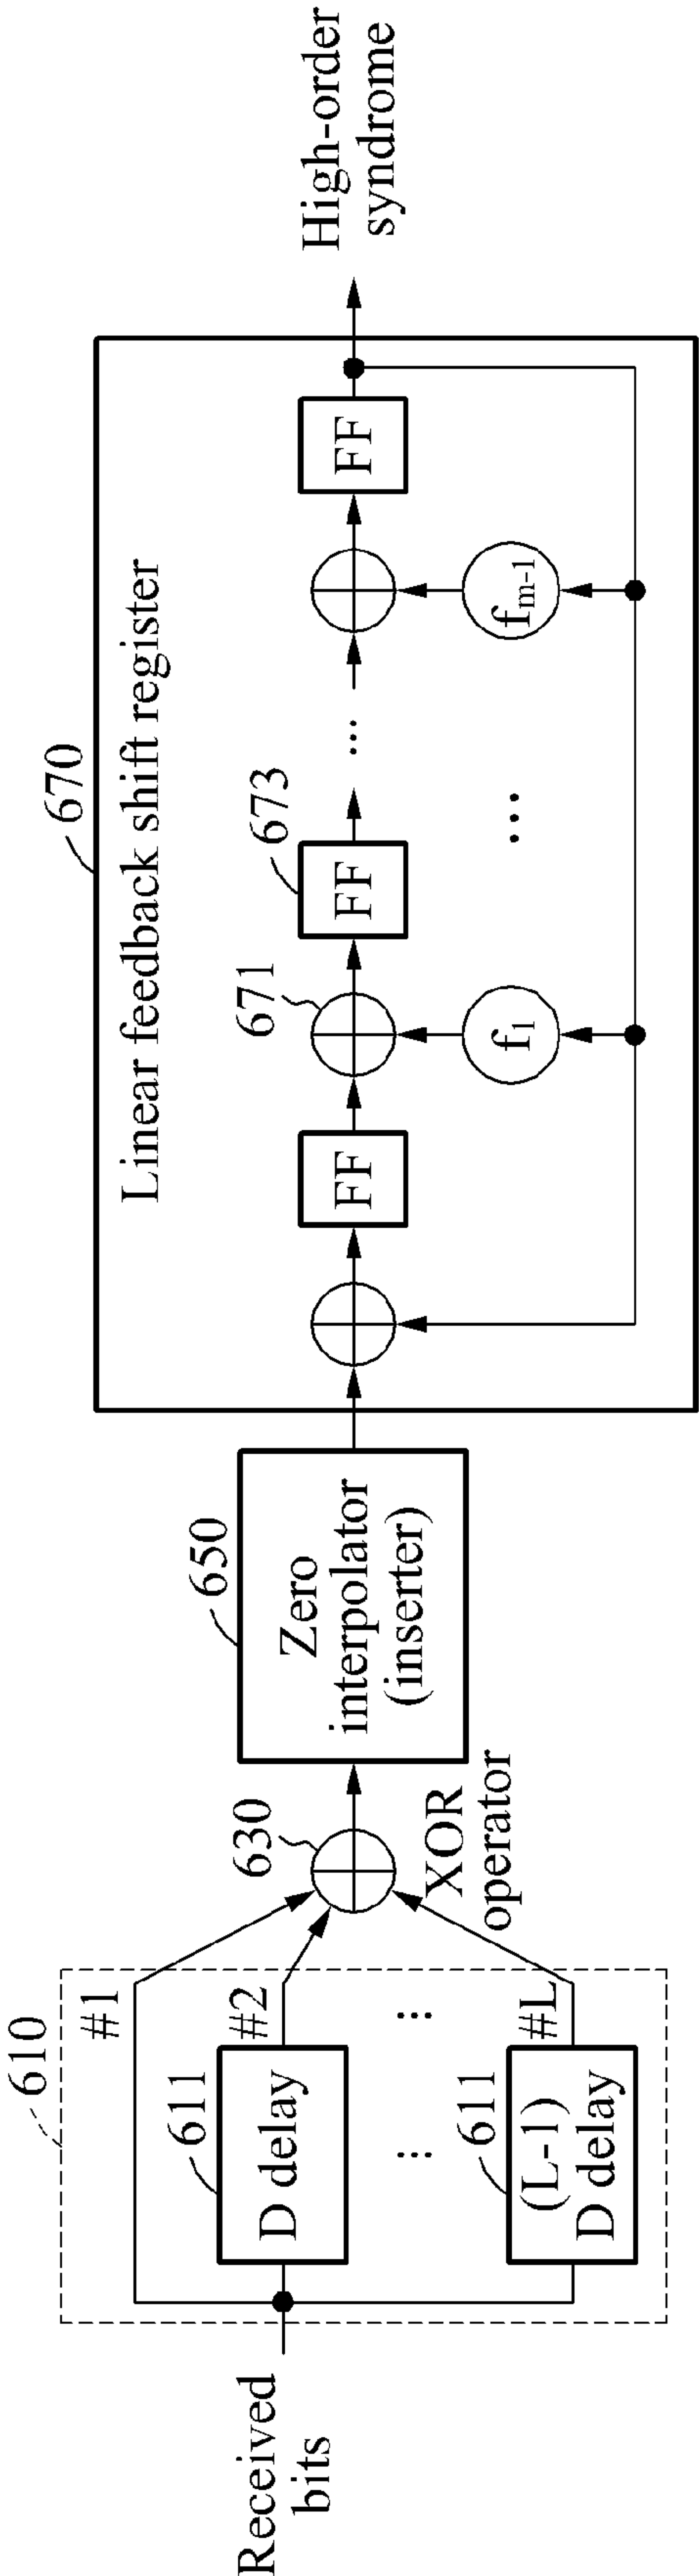 Received
bits
610
#1
611
D delay
#2
⋮
⋮
611
(L-1)
D delay
#L
630
XOR
operator
650
Zero
interpolator
(inserter)
670
Linear feedback shift register
FF
671
f1
673
FF
...
...
fm-1
FF
High-order
syndrome